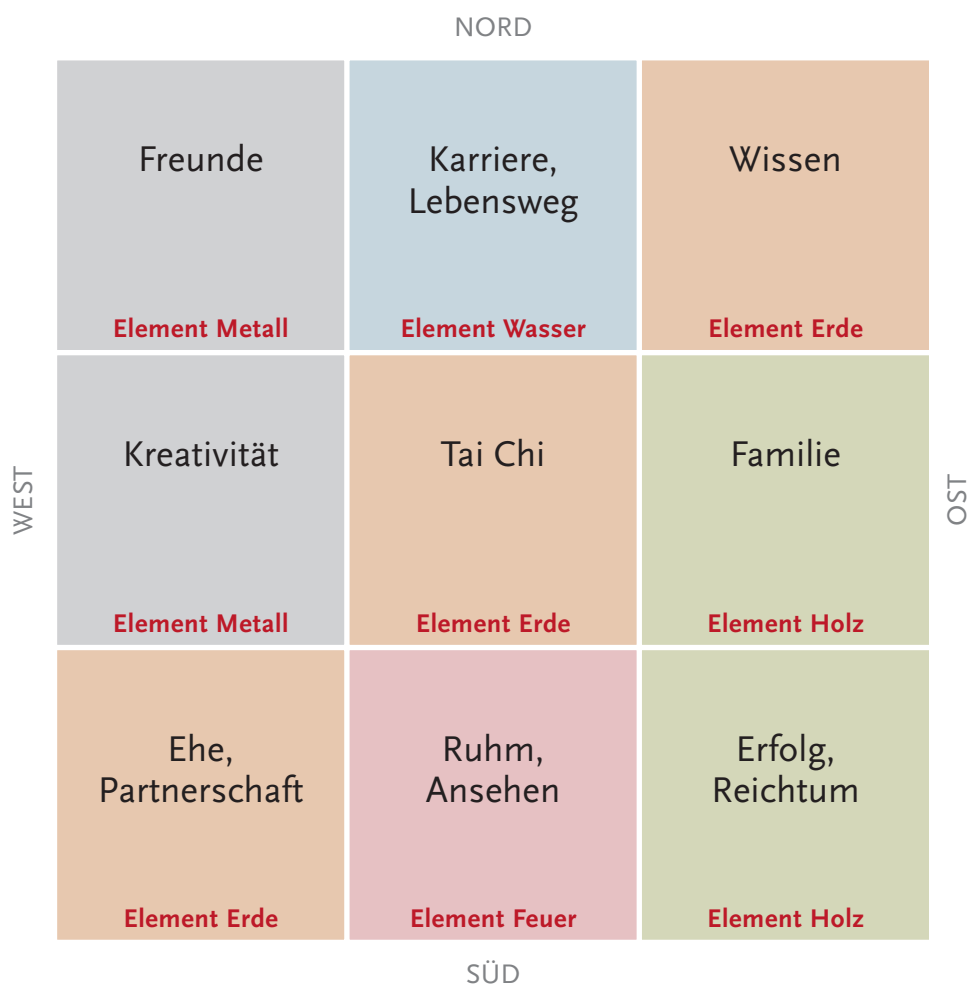 NORD
Freunde
Element Metall
Karriere,
Lebensweg
Element Wasser
Wissen
Element Erde
WEST
Kreativität
Element Metall
Tai Chi
Element Erde
Familie
Element Holz
OST
Ehe,
Partnerschaft
Element Erde
Ruhm,
Ansehen
Element Feuer
Erfolg,
Reichtum
Element Holz
SÜD